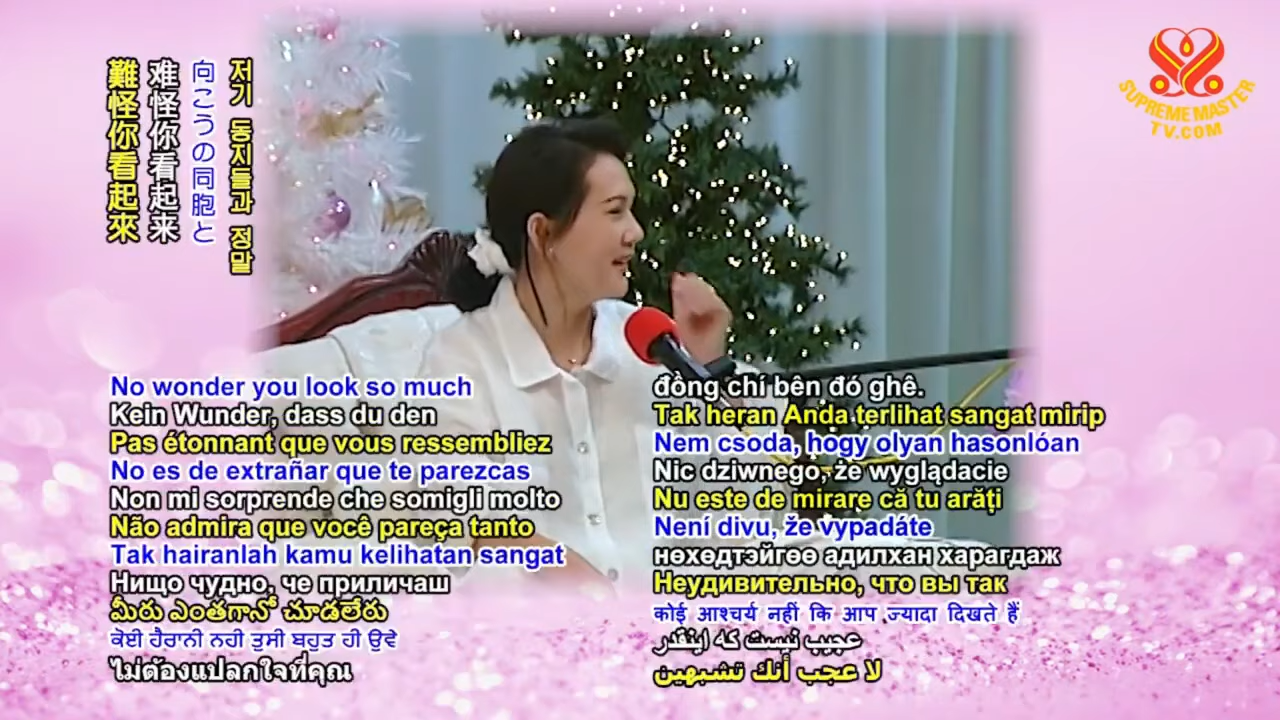 難怪你看起來
难怪你看起来
向こうの同胞と
저기 동지들과 정말
SUPREME MASTER
TV.COM
No wonder you look so much
Kein Wunder, dass du den
Pas étonnant que vous ressembliez
No es de extrañar que te parezcas
Non mi sorprende che somigli molto
Não admira que você pareça tanto
Tak hairanlah kamu kelihatan sangat
Нищо чудно, че приличаш
మీరు ఎంతగానో చూడలేరు
ਕੋਈ ਹੈਰਾਨੀ ਨਹੀ ਤੁਸੀ ਬਹੁਤ ਹੀ ਉਵੇ
ไม่ต้องแปลกใจที่คุณ
đồng chí bên đó ghê.
Tak heran Anda terlihat sangat mirip
Nem csoda, hogy olyan hasonlóan
Nic dziwnego, że wyglądacie
Nu este de mirare că tu arăți
Není divu, že vypadáte
нөхөдтэйгөө адилхан харагдаж
Неудивительно, что вы так
कोई आश्चर्य नहीं कि आप ज्यादा दिखते हैं
عجیب نیست که اینقدر
لا عجب أنك تشبهين